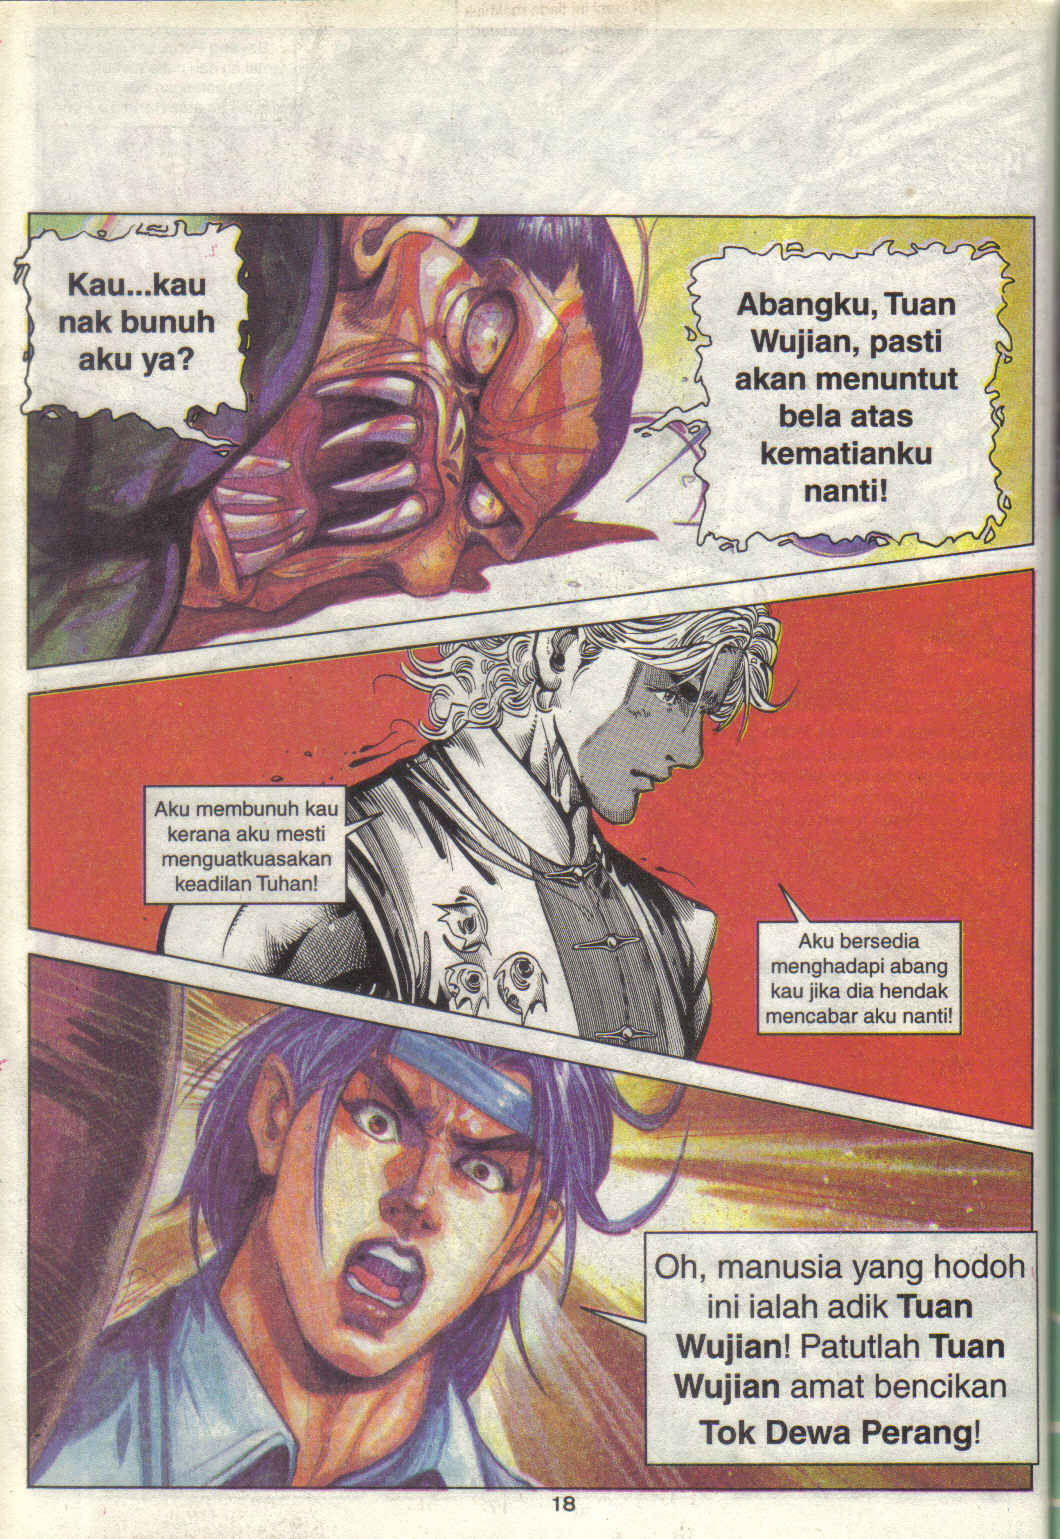 Kau...kau
nak bunuh
aku ya?
Abangku, Tuan
Wujian, pasti
akan menuntut
bela atas
kematianku
nanti!
Aku membunuh kau
kerana aku mesti
menguatkuasakan
keadilan Tuhan!
Aku bersedia
menghadapi abang
kau jika dia hendak
mencabar aku nanti!
Oh, manusia yang hodoh
ini ialah adik Tuan
Wujian! Patutlah Tuan
Wujian amat bencikan
Tok Dewa Perang!
18